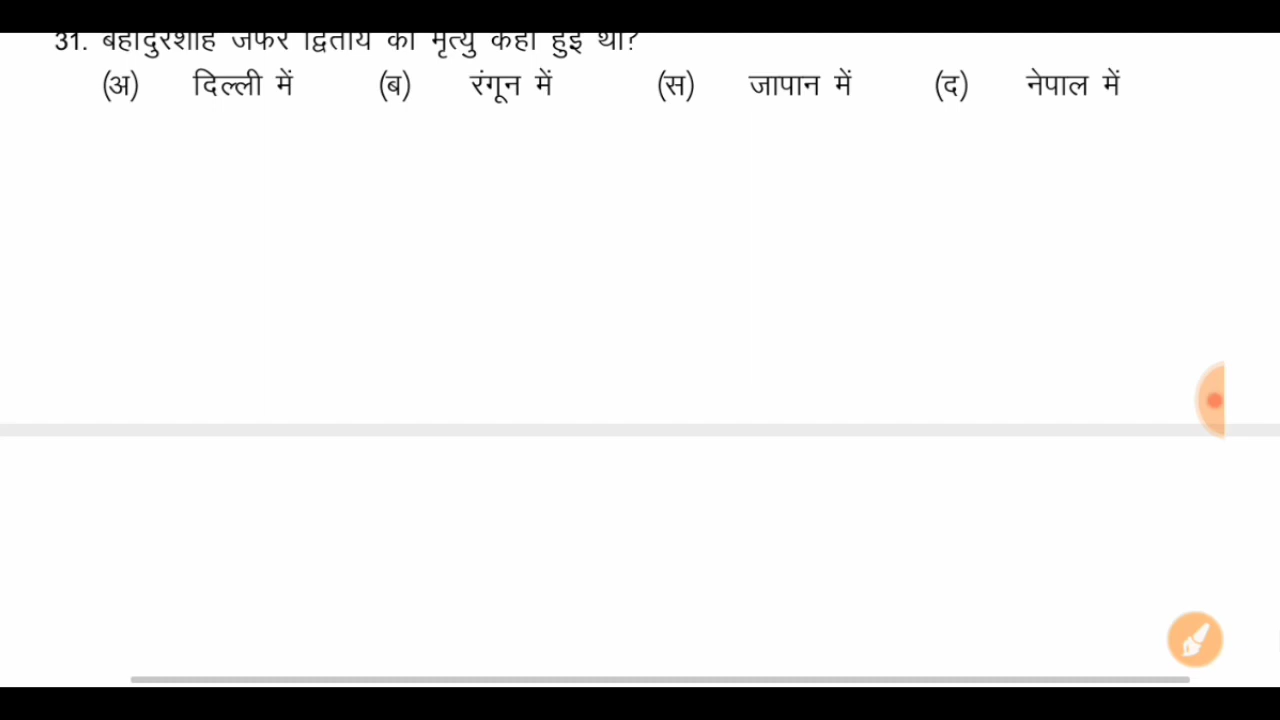 31. बहादुरशाह जफर द्वितीय की मृत्यु कहाँ हुई थी?
(अ) दिल्ली में (ब) रंगून में (स) जापान में (द) नेपाल में